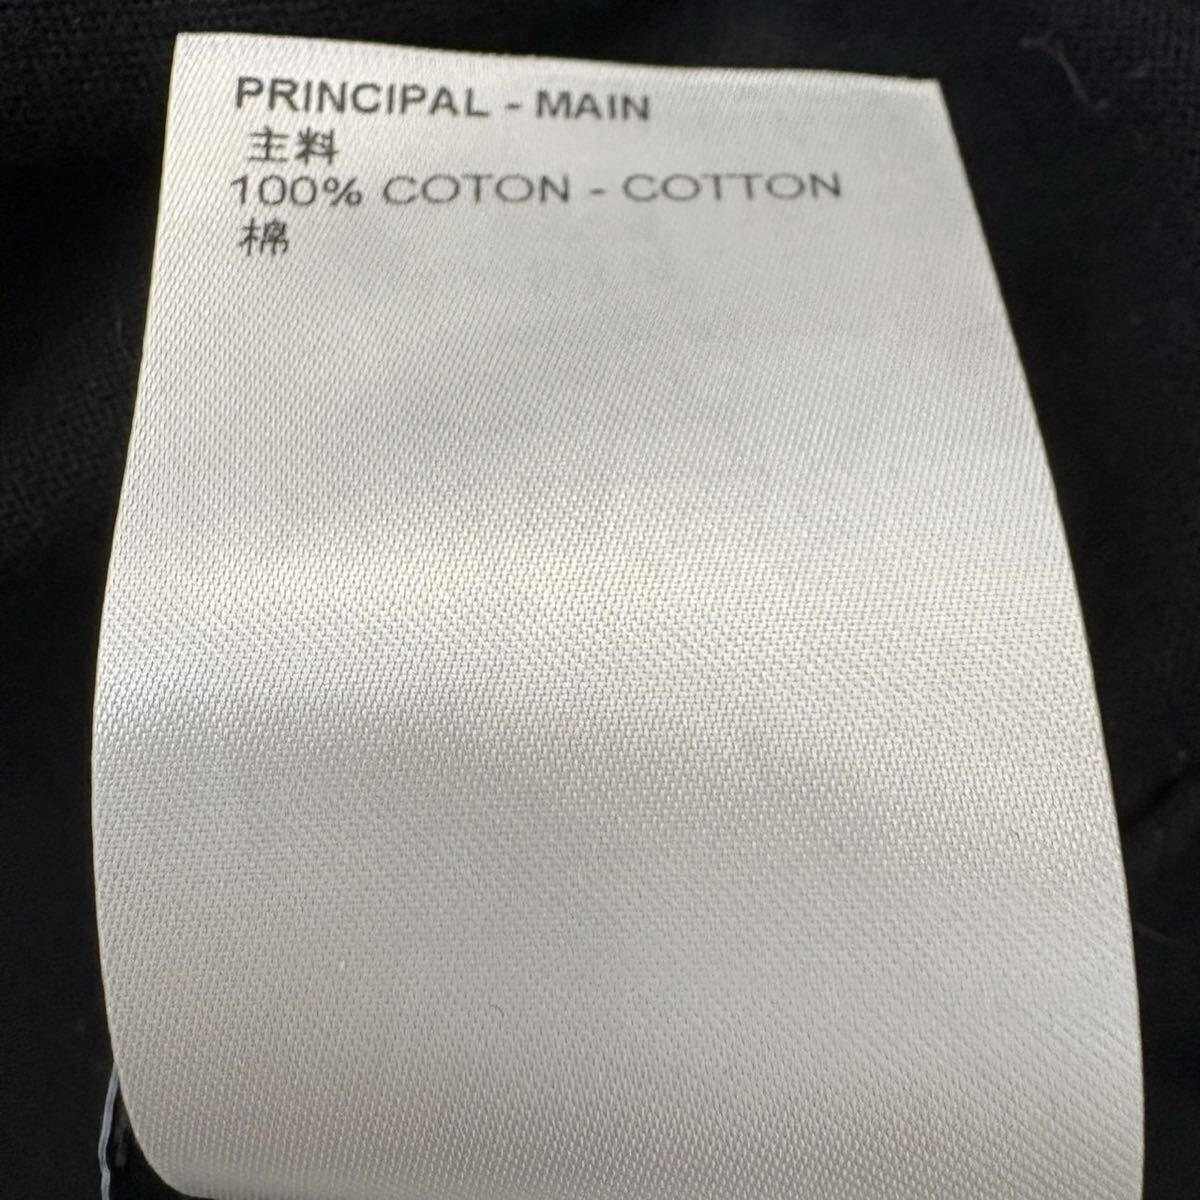 PRINCIPAL - MAIN
主料
100% COTON - COTTON
棉